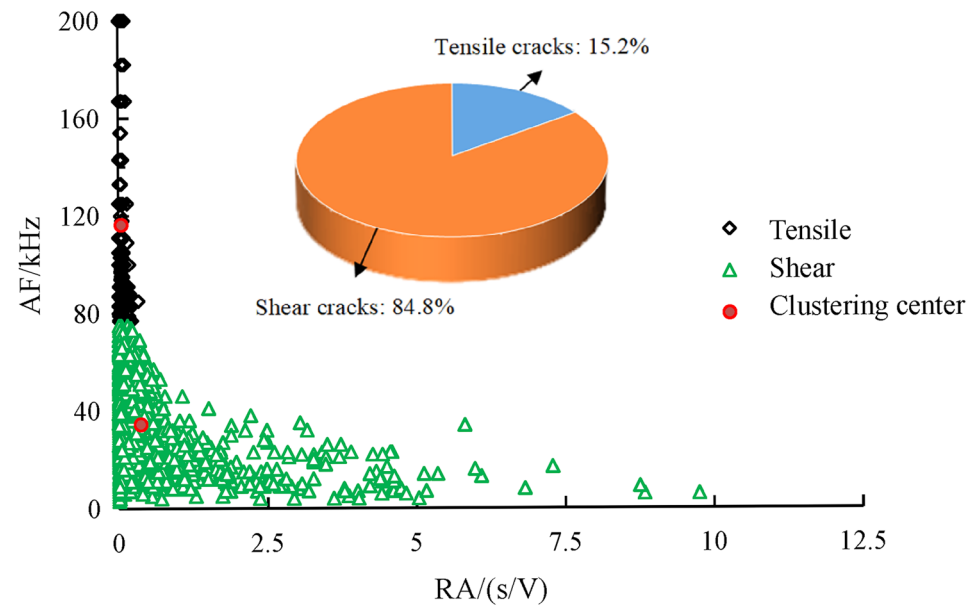 200
160
120
80
40
0
AF/kHz
Tensile cracks: 15.2%
Shear cracks: 84.8%
Tensile
Shear
Clustering center
0 2.5 5 7.5 10 12.5
RA/(s/V)